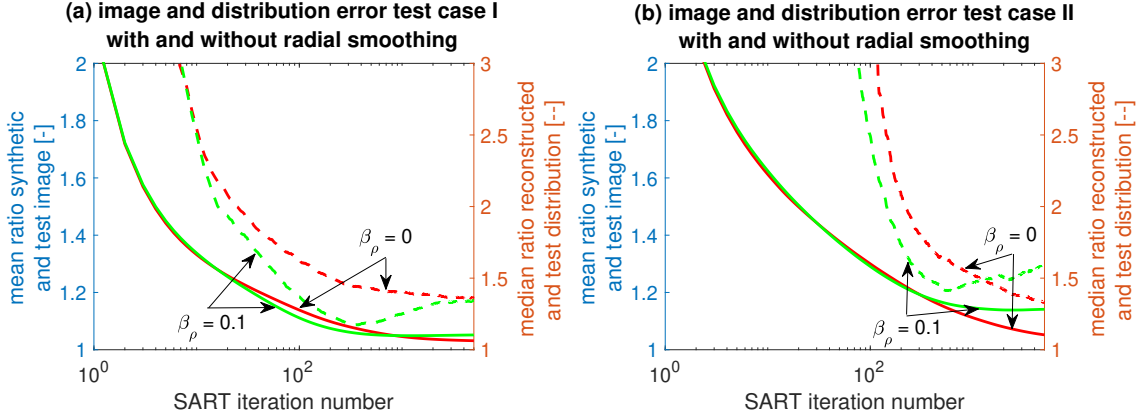 (a) image and distribution error test case I
with and without radial smoothing
2
1.8
1.6
1.4
1.2
1
mean ratio synthetic
and test image [-]
3
2.5
2
1.5
1
median ratio reconstructed
and test distribution [--]
β_ρ = 0
β_ρ = 0.1
10^0
10^2
SART iteration number
(b) image and distribution error test case II
with and without radial smoothing
2
1.8
1.6
1.4
1.2
1
mean ratio synthetic
and test image [-]
3
2.5
2
1.5
1
median ratio reconstructed
and test distribution [--]
β_ρ = 0
β_ρ = 0.1
10^0
10^2
SART iteration number